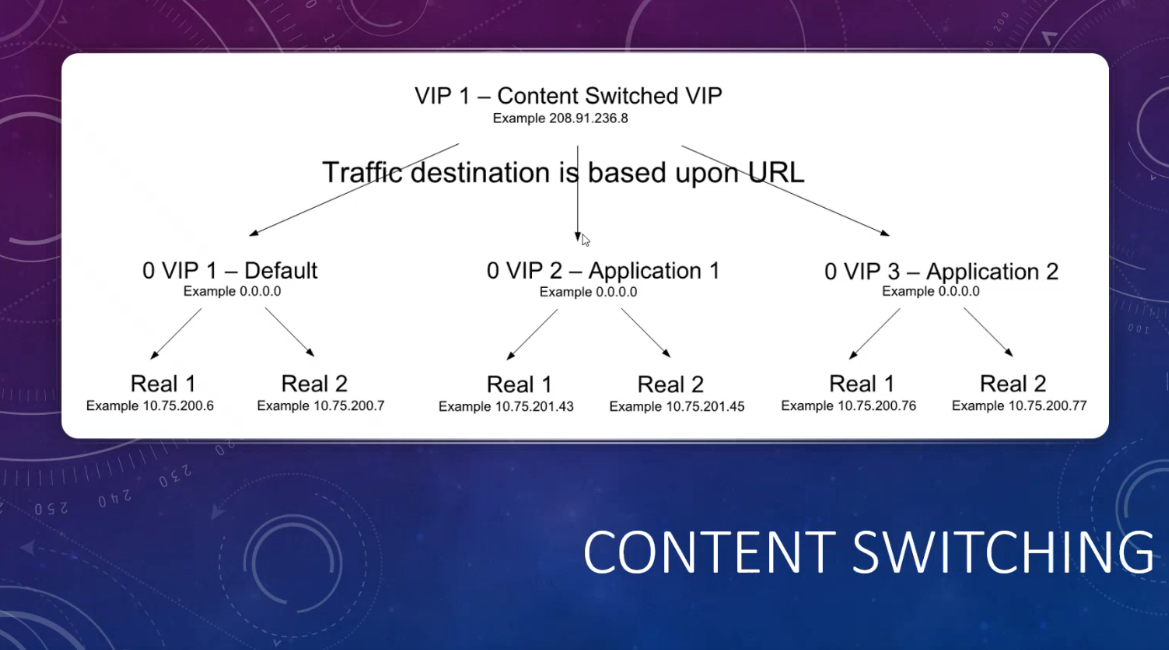 VIP 1 – Content Switched VIP
Example 208.91.236.8
Traffic destination is based upon URL
0 VIP 1 – Default
Example 0.0.0.0
0 VIP 2 – Application 1
Example 0.0.0.0
0 VIP 3 – Application 2
Example 0.0.0.0
Real 1
Example 10.75.200.6
Real 2
Example 10.75.200.7
Real 1
Example 10.75.201.43
Real 2
Example 10.75.201.45
Real 1
Example 10.75.200.76
Real 2
Example 10.75.200.77
CONTENT SWITCHING